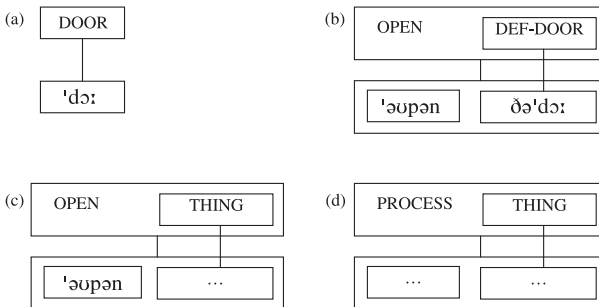 (a) DOOR
ˈdɔː
(b) OPEN DEF-DOOR
ˈəʊpən ðəˈdɔː
(c) OPEN THING
ˈəʊpən ...
(d) PROCESS THING
... ...